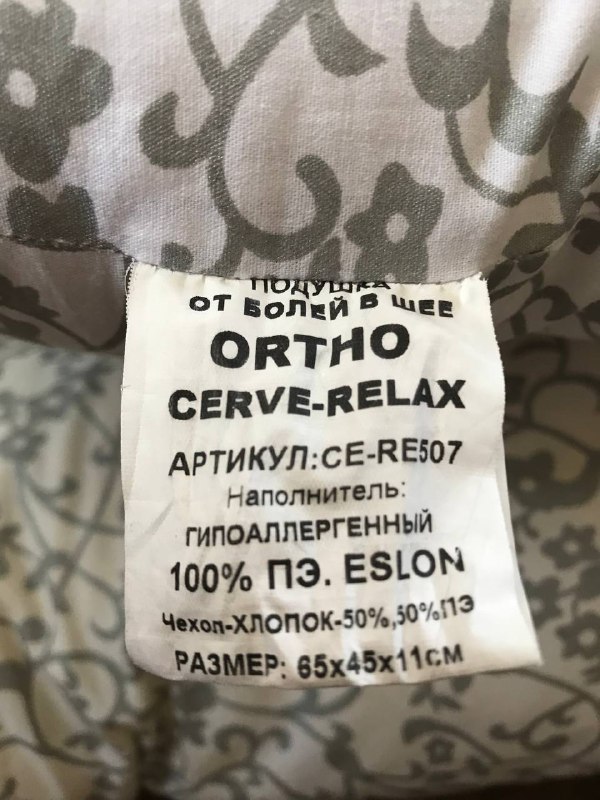 ПОДУШКА
ОТ БОЛЕЙ В ШЕЕ
ORTHO
CERVE-RELAX
АРТИКУЛ:CE-RE507
Наполнитель:
ГИПОАЛЛЕРГЕННЫЙ
100% ПЭ. ESLON
Чехол-ХЛОПОК-50%,50%ПЭ
РАЗМЕР: 65х45х11см